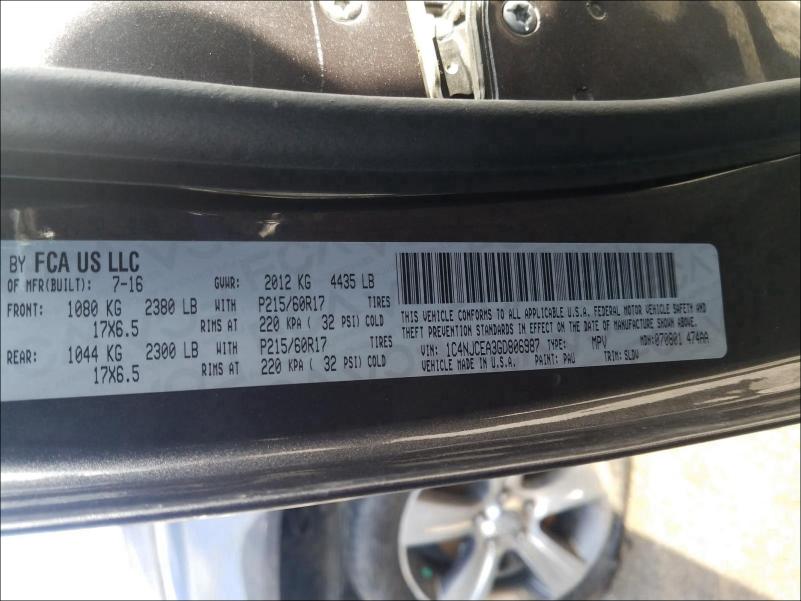 BY FCA US LLC
OF MFR(BUILT): 7-16 GVWR: 2012 KG 4435 LB
FRONT: 1080 KG 2380 LB WITH P215/60R17 TIRES
17X6.5 RIMS AT 220 KPA ( 32 PSI) COLD
REAR: 1044 KG 2300 LB WITH P215/60R17 TIRES
17X6.5 RIMS AT 220 KPA ( 32 PSI) COLD
THIS VEHICLE CONFORMS TO ALL APPLICABLE U.S.A. FEDERAL MOTOR VEHICLE SAFETY AND
THEFT PREVENTION STANDARDS IN EFFECT ON THE DATE OF MANUFACTURE SHOWN ABOVE.
VIN: 1C4NJCEA3GD806987 TYPE: MPV MDH:070801 474AA
VEHICLE MADE IN U.S.A. PAINT: PAU TRIM: SLDV